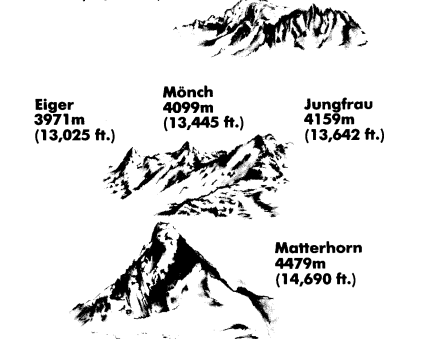 Eiger
3971m
(13,025 ft.)
Mönch
4099m
(13,445 ft.)
Jungfrau
4159m
(13,642 ft.)
Matterhorn
4479m
(14,690 ft.)